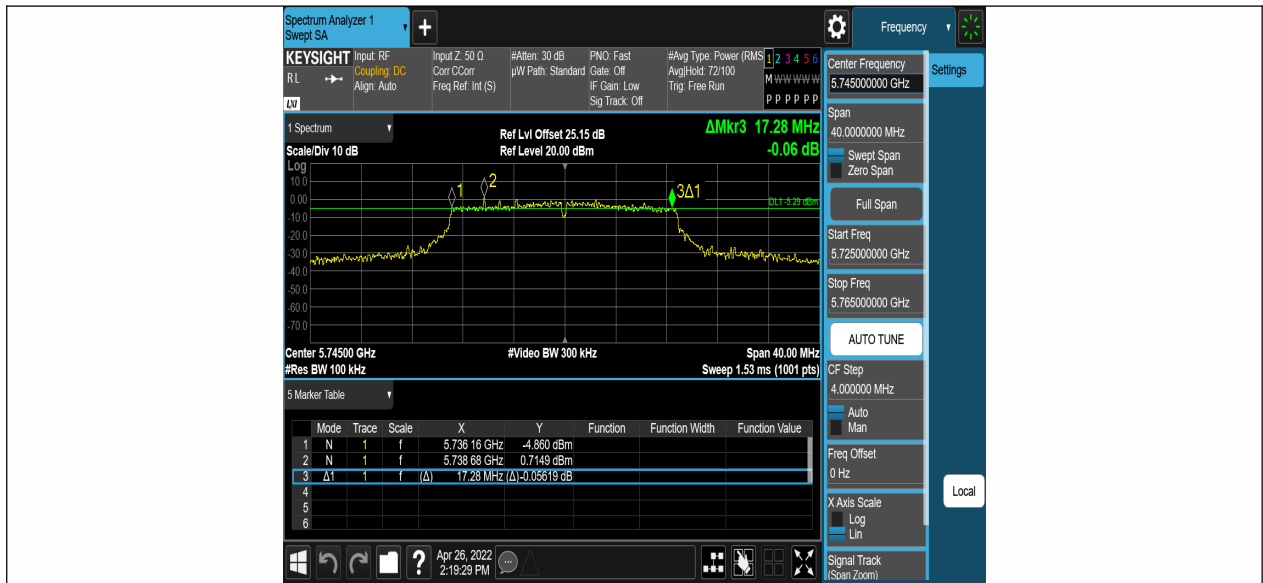 Spectrum Analyzer 1
Swept SA
+
Frequency
KEYSIGHT
RL
LXI
Input: RF
Coupling: DC
Align: Auto
Input Z: 50 Ω
Corr CCorr
Freq Ref: Int (S)
#Atten: 30 dB
µW Path: Standard
PNO: Fast
Gate: Off
IF Gain: Low
Sig Track: Off
#Avg Type: Power (RMS
Avg|Hold: 72/100
Trig: Free Run
1 2 3 4 5 6
M W W W W W
P P P P P P
1 Spectrum
Scale/Div 10 dB
Ref Lvl Offset 25.15 dB
Ref Level 20.00 dBm
ΔMkr3 17.28 MHz
-0.06 dB
Log
10.0
0.00
-10.0
-20.0
-30.0
-40.0
-50.0
-60.0
-70.0
1
2
3Δ1
DL1 -5.29 dBm
Center 5.74500 GHz
#Video BW 300 kHz
Span 40.00 MHz
#Res BW 100 kHz
Sweep 1.53 ms (1001 pts)
5 Marker Table
Mode Trace Scale X Y Function Function Width Function Value
1 N 1 f 5.736 16 GHz -4.860 dBm
2 N 1 f 5.738 68 GHz 0.7149 dBm
3 Δ1 1 f (Δ) 17.28 MHz (Δ) -0.05619 dB
4
5
6
?
Apr 26, 2022
2:19:29 PM
Center Frequency
5.745000000 GHz
Settings
Span
40.0000000 MHz
Swept Span
Zero Span
Full Span
Start Freq
5.725000000 GHz
Stop Freq
5.765000000 GHz
AUTO TUNE
CF Step
4.000000 MHz
Auto
Man
Freq Offset
0 Hz
Local
X Axis Scale
Log
Lin
Signal Track
(Span Zoom)